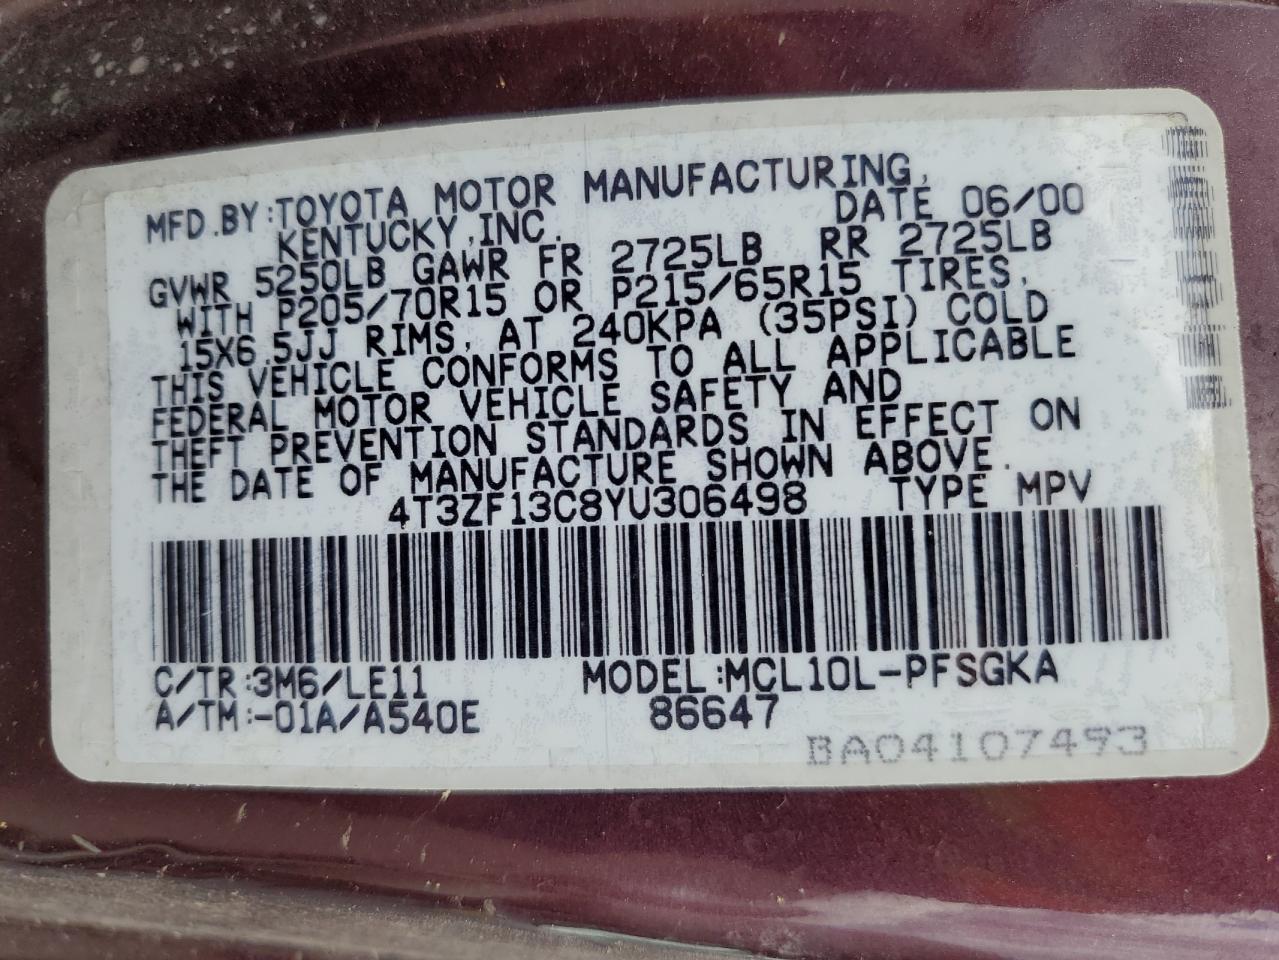 MFD.BY:TOYOTA MOTOR MANUFACTURING,
KENTUCKY,INC. DATE 06/00
GVWR 5250LB GAWR FR 2725LB RR 2725LB
WITH P205/70R15 OR P215/65R15 TIRES,
15X6.5JJ RIMS, AT 240KPA (35PSI) COLD
THIS VEHICLE CONFORMS TO ALL APPLICABLE
FEDERAL MOTOR VEHICLE SAFETY AND
THEFT PREVENTION STANDARDS IN EFFECT ON
THE DATE OF MANUFACTURE SHOWN ABOVE.
4T3ZF13C8YU306498 TYPE MPV
C/TR:3M6/LE11 MODEL:MCL10L-PFSGKA
A/TM:-01A/A540E 86647
BA04107493